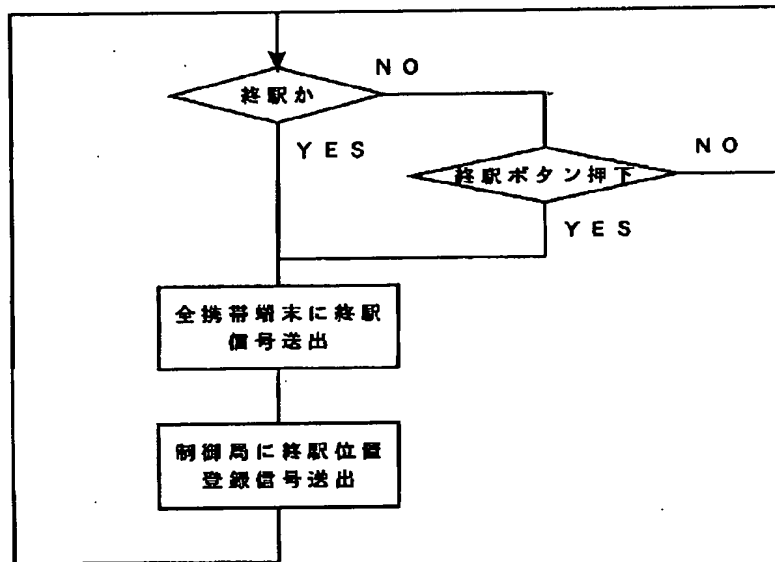 終駅か
NO
YES
終駅ボタン押下
NO
YES
全携帯端末に終駅
信号送出
制御局に終駅位置
登録信号送出